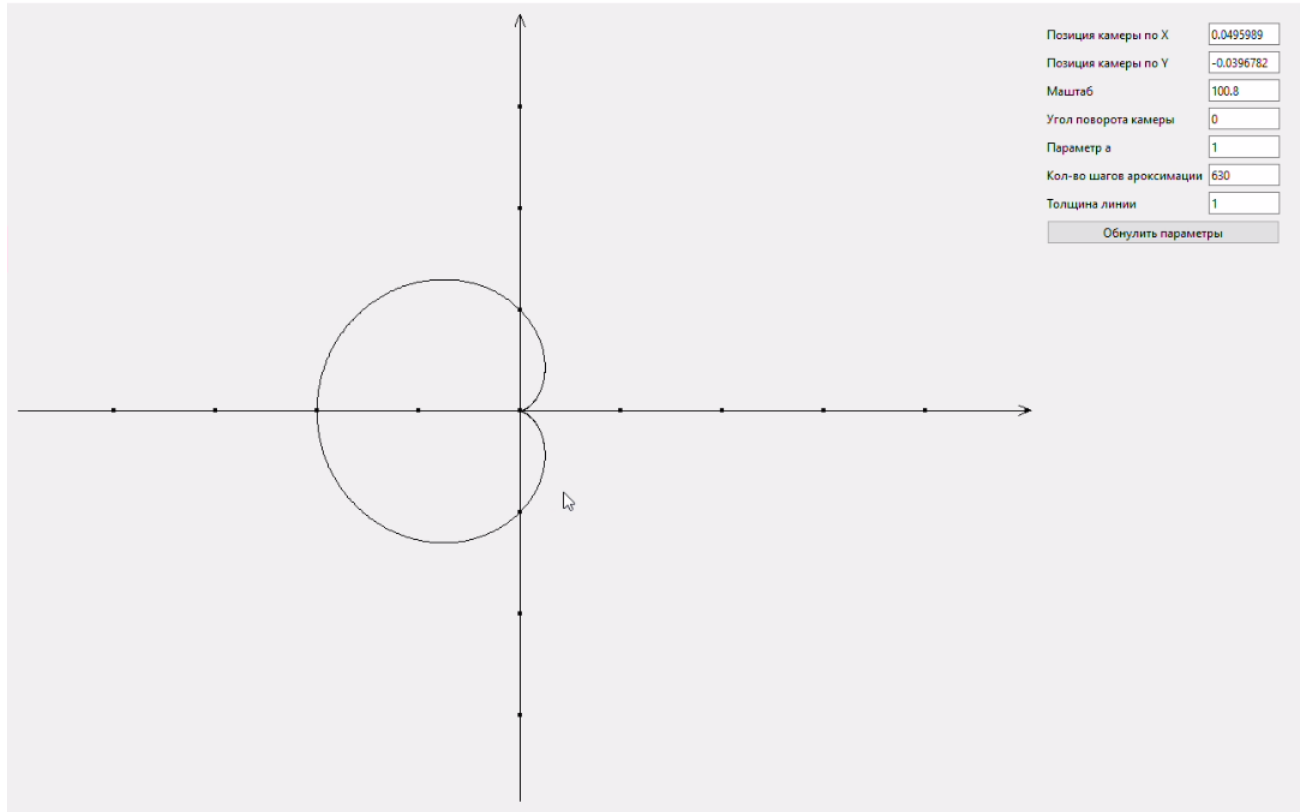 Позиция камеры по X 0.0495989
Позиция камеры по Y -0.0396782
Маштаб 100.8
Угол поворота камеры 0
Параметр a 1
Кол-во шагов ароксимации 630
Толщина линии 1
Обнулить параметры